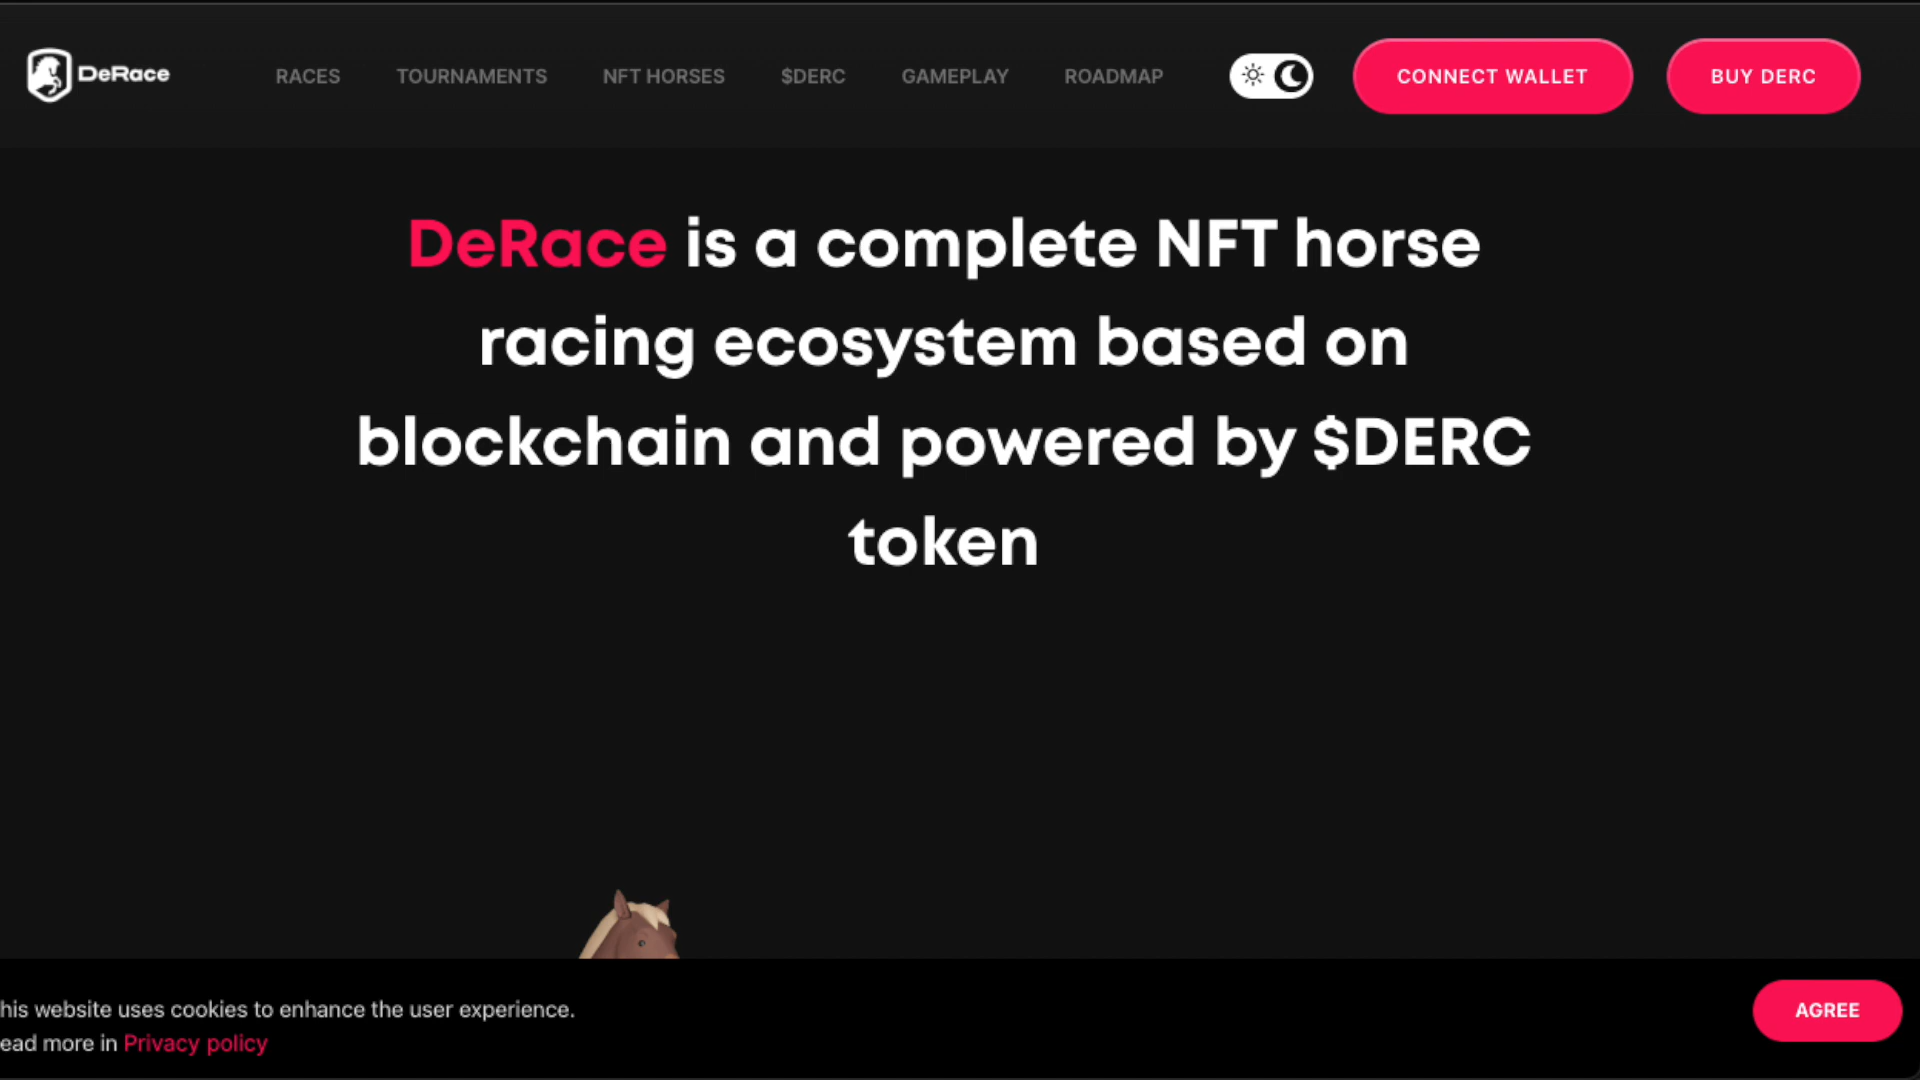 DeRace
RACES
TOURNAMENTS
NFT HORSES
$DERC
GAMEPLAY
ROADMAP
CONNECT WALLET
BUY DERC
DeRace is a complete NFT horse
racing ecosystem based on
blockchain and powered by $DERC
token
his website uses cookies to enhance the user experience.
ead more in Privacy policy
AGREE